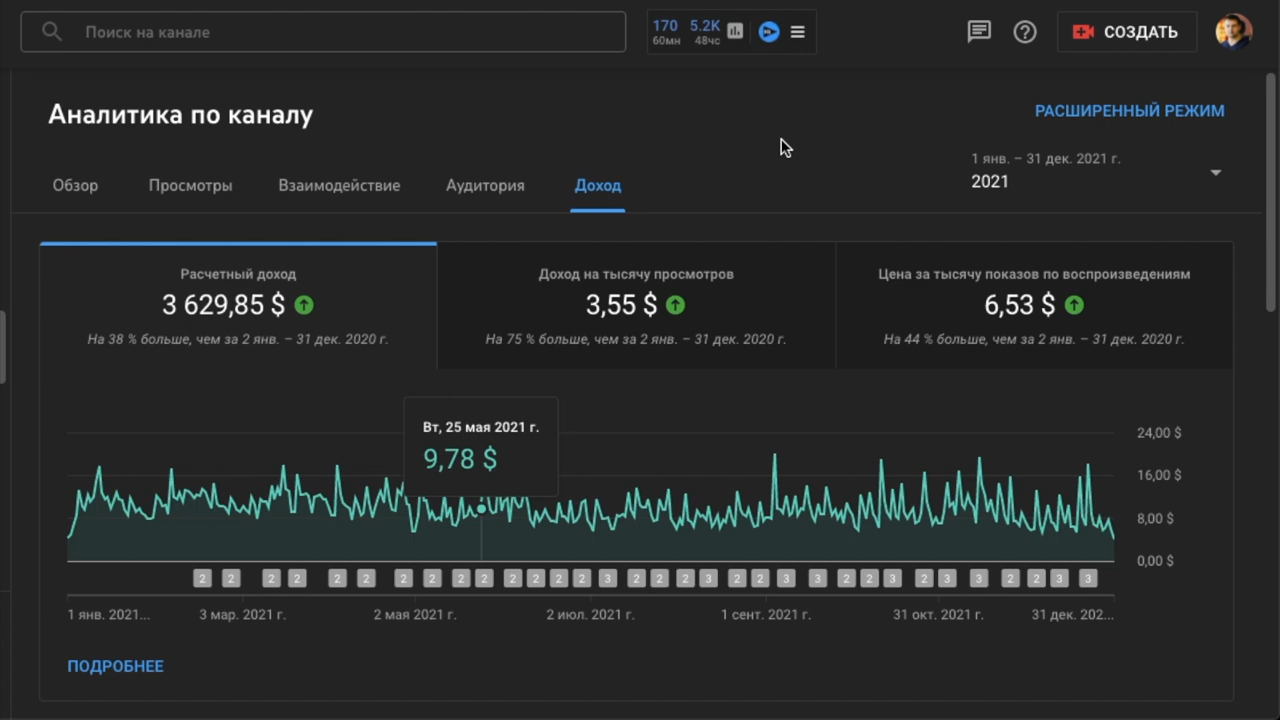 Поиск на канале
170 5.2K
60мн 48чс
СОЗДАТЬ
Аналитика по каналу
РАСШИРЕННЫЙ РЕЖИМ
1 янв. – 31 дек. 2021 г.
2021
Обзор Просмотры Взаимодействие Аудитория Доход
Расчетный доход
3 629,85 $
На 38 % больше, чем за 2 янв. – 31 дек. 2020 г.
Доход на тысячу просмотров
3,55 $
На 75 % больше, чем за 2 янв. – 31 дек. 2020 г.
Цена за тысячу показов по воспроизведениям
6,53 $
На 44 % больше, чем за 2 янв. – 31 дек. 2020 г.
Вт, 25 мая 2021 г.
9,78 $
24,00 $
16,00 $
8,00 $
0,00 $
2 2 2 2 2 2 2 2 2 2 2 2 2 2 3 2 2 2 3 2 2 3 3 2 2 3 2 3 3 2 2 3 3
1 янв. 2021... 3 мар. 2021 г. 2 мая 2021 г. 2 июл. 2021 г. 1 сент. 2021 г. 31 окт. 2021 г. 31 дек. 202...
ПОДРОБНЕЕ